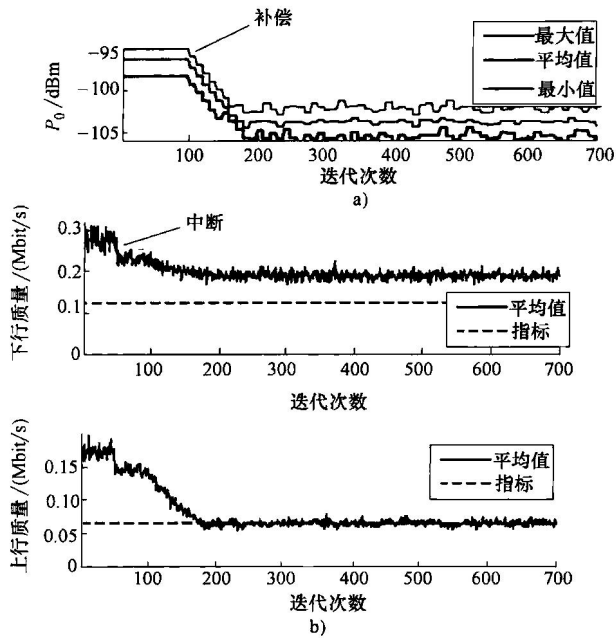 补偿
−95
−100
−105
P₀/dBm
最大值
平均值
最小值
100 200 300 400 500 600 700
迭代次数
a)
中断
0.3
0.2
0.1
0
下行质量/(Mbit/s)
平均值
指标
100 200 300 400 500 600 700
迭代次数
0.15
0.10
0.05
0
上行质量/(Mbit/s)
平均值
指标
100 200 300 400 500 600 700
迭代次数
b)